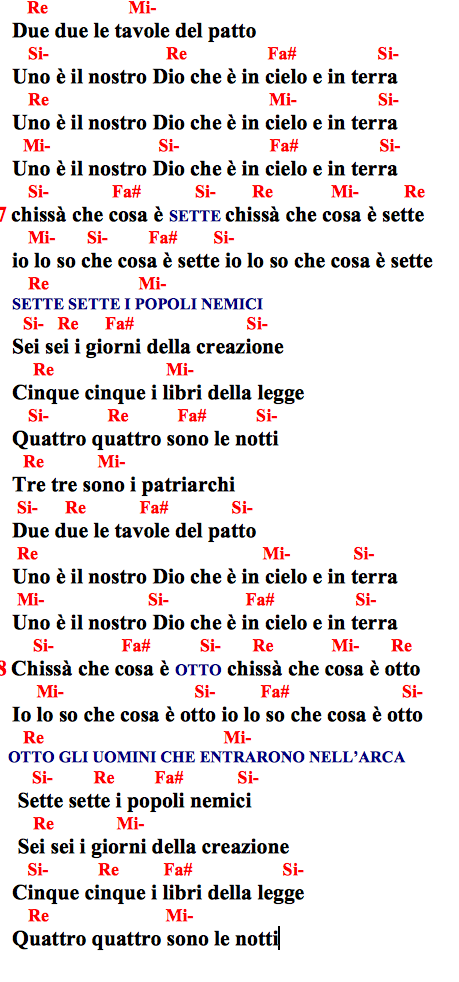 Re Mi-
Due due le tavole del patto
Si- Re Fa# Si-
Uno è il nostro Dio che è in cielo e in terra
Re Mi- Si-
Uno è il nostro Dio che è in cielo e in terra
Mi- Si- Fa# Si-
Uno è il nostro Dio che è in cielo e in terra
Si- Fa# Si- Re Mi- Re
7 chissà che cosa è SETTE chissà che cosa è sette
Mi- Si- Fa# Si-
io lo so che cosa è sette io lo so che cosa è sette
Re Mi-
SETTE SETTE I POPOLI NEMICI
Si- Re Fa# Si-
Sei sei i giorni della creazione
Re Mi-
Cinque cinque i libri della legge
Si- Re Fa# Si-
Quattro quattro sono le notti
Re Mi-
Tre tre sono i patriarchi
Si- Re Fa# Si-
Due due le tavole del patto
Re Mi- Si-
Uno è il nostro Dio che è in cielo e in terra
Mi- Si- Fa# Si-
Uno è il nostro Dio che è in cielo e in terra
Si- Fa# Si- Re Mi- Re
8 Chissà che cosa è OTTO chissà che cosa è otto
Mi- Si- Fa# Si-
Io lo so che cosa è otto io lo so che cosa è otto
Re Mi-
OTTO GLI UOMINI CHE ENTRARONO NELL’ARCA
Si- Re Fa# Si-
Sette sette i popoli nemici
Re Mi-
Sei sei i giorni della creazione
Si- Re Fa# Si-
Cinque cinque i libri della legge
Re Mi-
Quattro quattro sono le notti